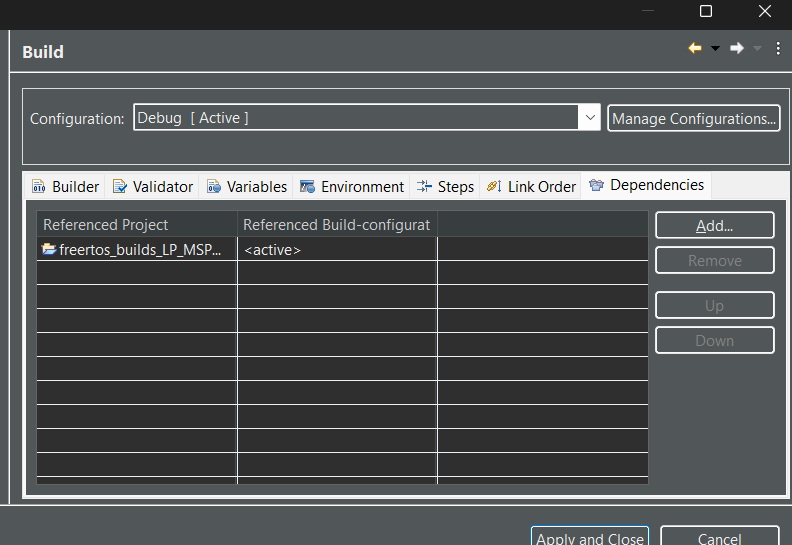 Build
Configuration: Debug [ Active ] Manage Configurations...
Builder Validator Variables Environment Steps Link Order Dependencies
Referenced Project Referenced Build-configurat
freertos_builds_LP_MSP... <active>
Add...
Remove
Up
Down
Apply and Close Cancel